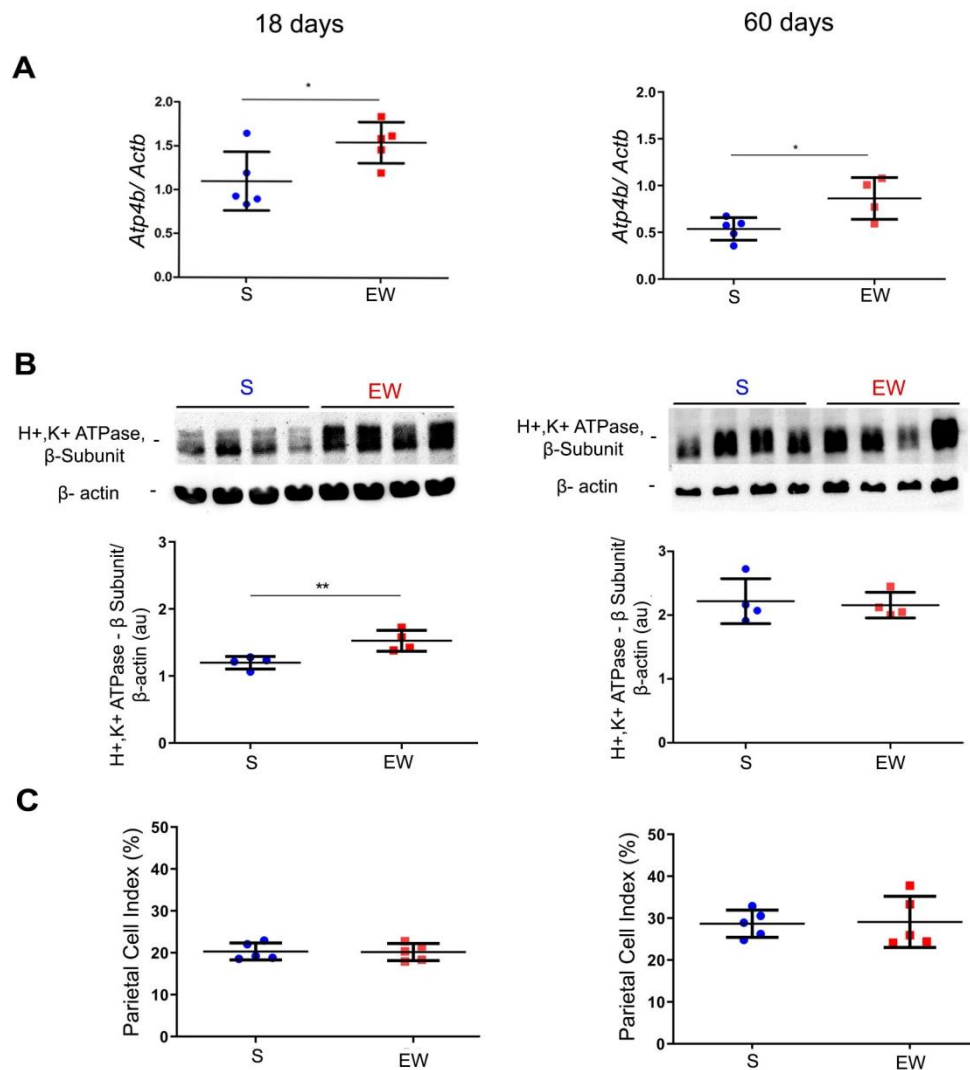 18 days
60 days
A
Atp4b/ Actb
2.0
1.5
1.0
0.5
0.0
*
S
EW
Atp4b/ Actb
2.0
1.5
1.0
0.5
0.0
*
S
EW
B
S
EW
H+,K+ ATPase,
β-Subunit
-
β- actin
-
S
EW
H+,K+ ATPase,
β-Subunit
-
β- actin
-
H+,K+ ATPase - β Subunit/
β-actin (au)
3
2
1
0
**
S
EW
H+,K+ ATPase - β Subunit/
β-actin (au)
3
2
1
0
S
EW
C
Parietal Cell Index (%)
50
40
30
20
10
0
S
EW
Parietal Cell Index (%)
50
40
30
20
10
0
S
EW